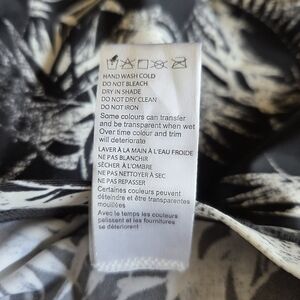 HAND WASH COLD
DO NOT BLEACH
DRY IN SHADE
DO NOT DRY CLEAN
DO NOT IRON
Some colours can transfer
and be transparent when wet
Over time colour and trim
will deteriorate
LAVER À LA MAIN À L'EAU FROIDE
NE PAS BLANCHIR
SÉCHER À L'OMBRE
NE PAS NETTOYER À SEC
NE PAS REPASSER
Certaines couleurs peuvent
déteindre et être transparentes
mouillées
Avec le temps les couleurs
palissent et les fournitures
se détériorent